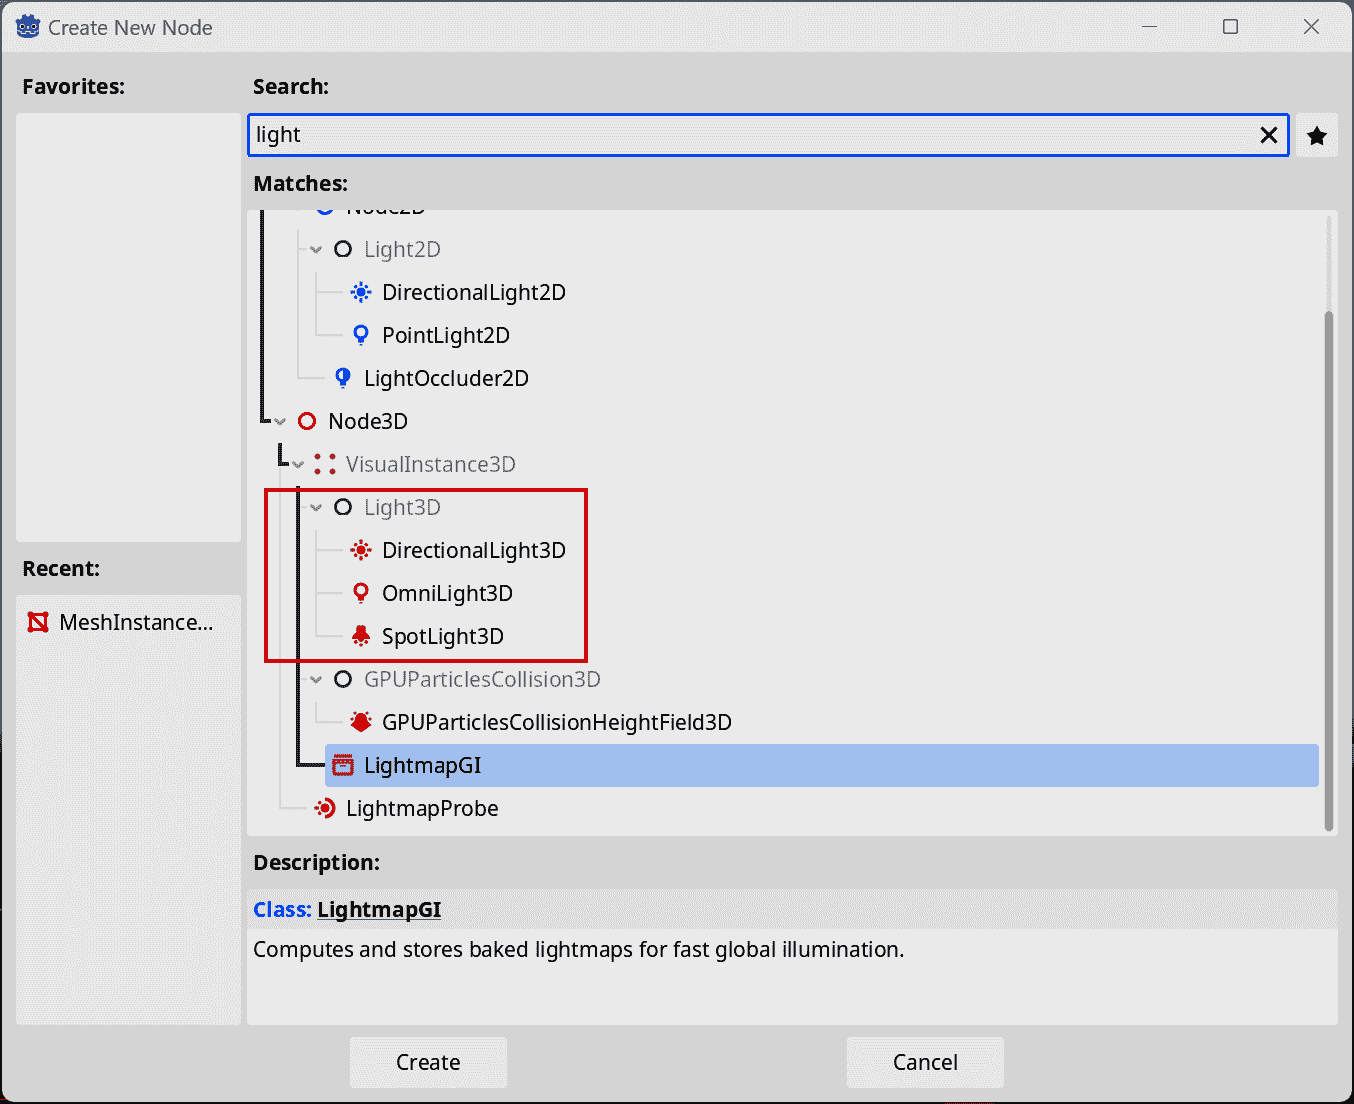 Create New Node
Favorites:
Search:
light
Matches:
Node2D
Light2D
DirectionalLight2D
PointLight2D
LightOccluder2D
Node3D
VisualInstance3D
Light3D
DirectionalLight3D
OmniLight3D
SpotLight3D
GPUParticlesCollision3D
GPUParticlesCollisionHeightField3D
LightmapGI
LightmapProbe
Recent:
MeshInstance...
Description:
Class: LightmapGI
Computes and stores baked lightmaps for fast global illumination.
Create
Cancel